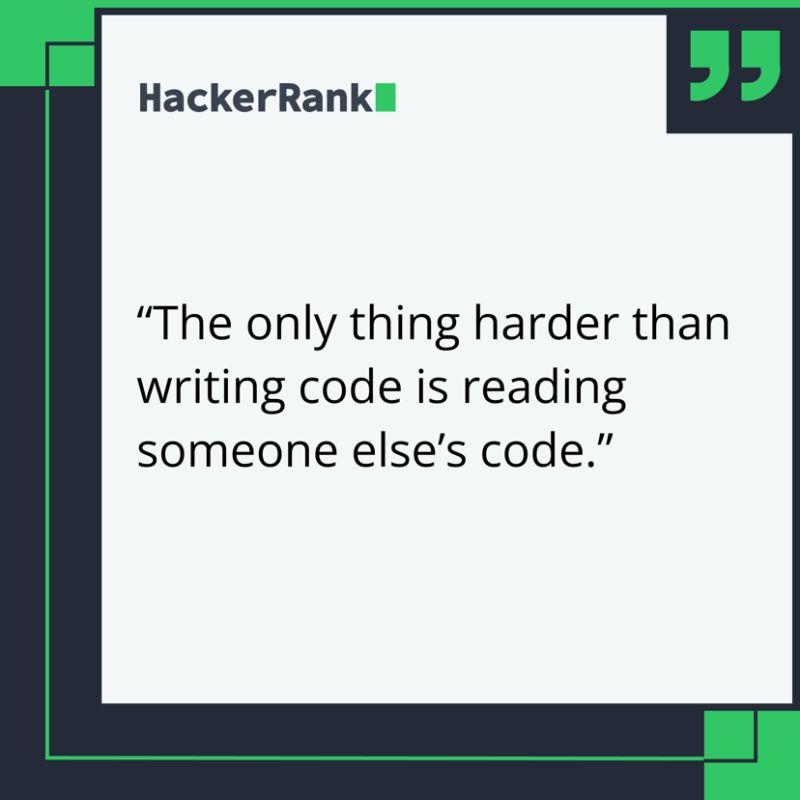 HackerRank
“The only thing harder than
writing code is reading
someone else’s code.”